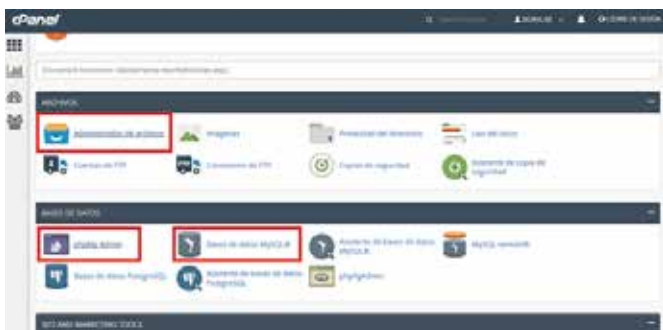 cPanel
ARCHIVOS
Administrador de archivos
Imágenes
Privacidad del directorio
Uso del disco
Cuentas de FTP
Conexiones de FTP
Copias de seguridad
Asistente de copia de
seguridad
BASES DE DATOS
phpMyAdmin
Bases de datos MySQL®
Asistente de bases de datos
MySQL®
MySQL remoto®
Bases de datos PostgreSQL
Asistente de bases de datos
PostgreSQL
phpPgAdmin
SEO AND MARKETING TOOLS